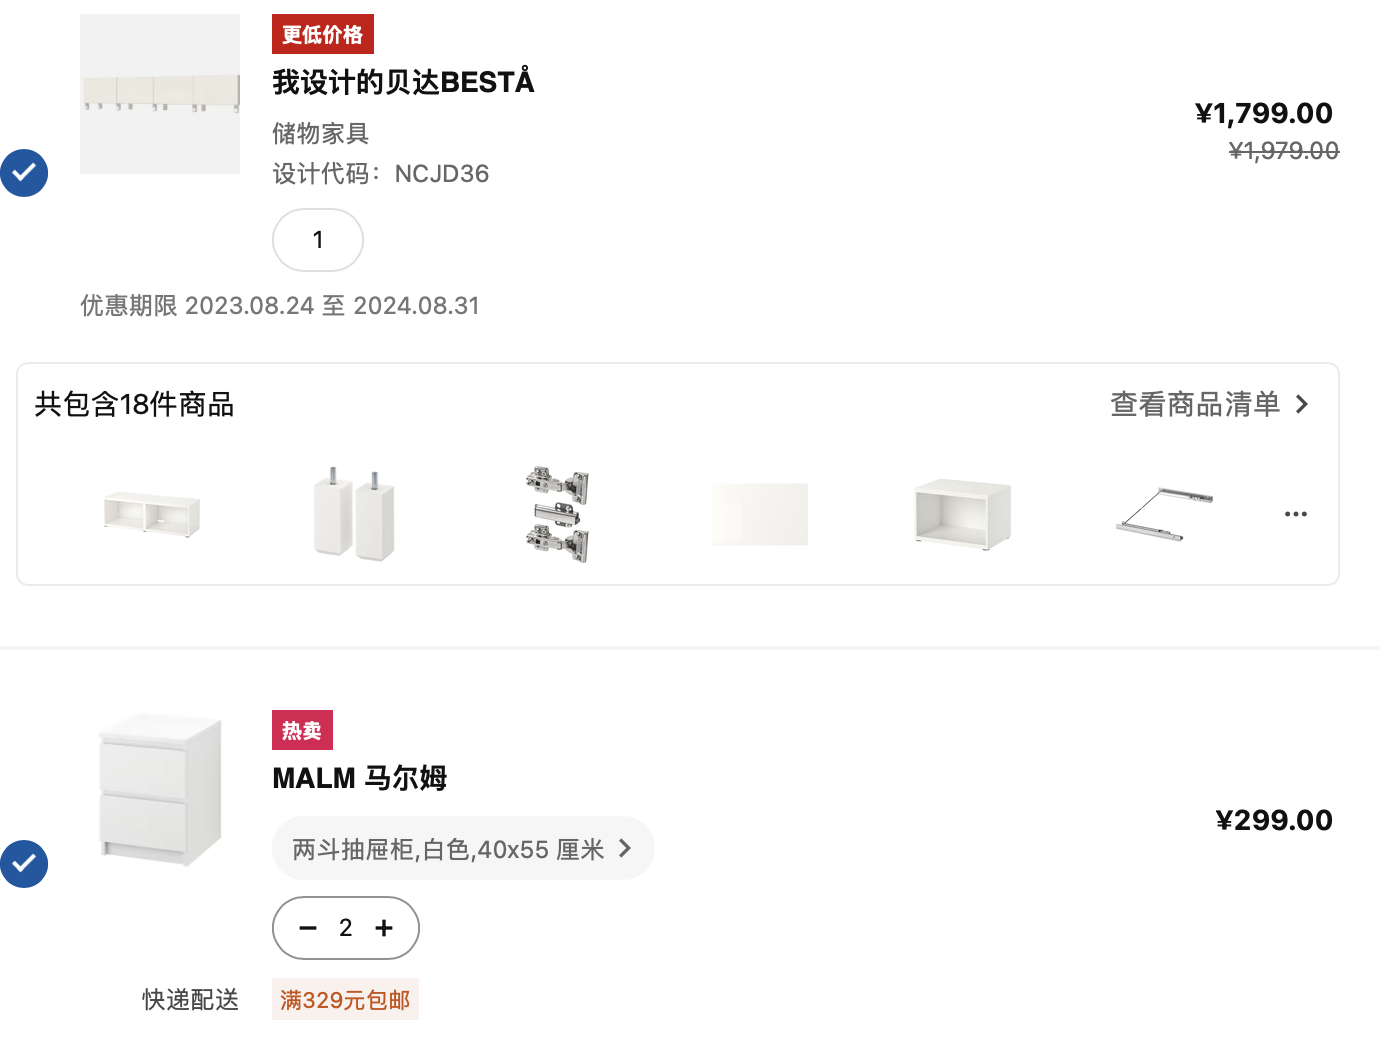 更低价格
我设计的贝达BESTÅ
储物家具
设计代码：NCJD36
¥1,799.00
¥1,979.00
1
优惠期限 2023.08.24 至 2024.08.31
共包含18件商品
查看商品清单
热卖
MALM 马尔姆
两斗抽屉柜,白色,40x55 厘米
¥299.00
2
快递配送
满329元包邮